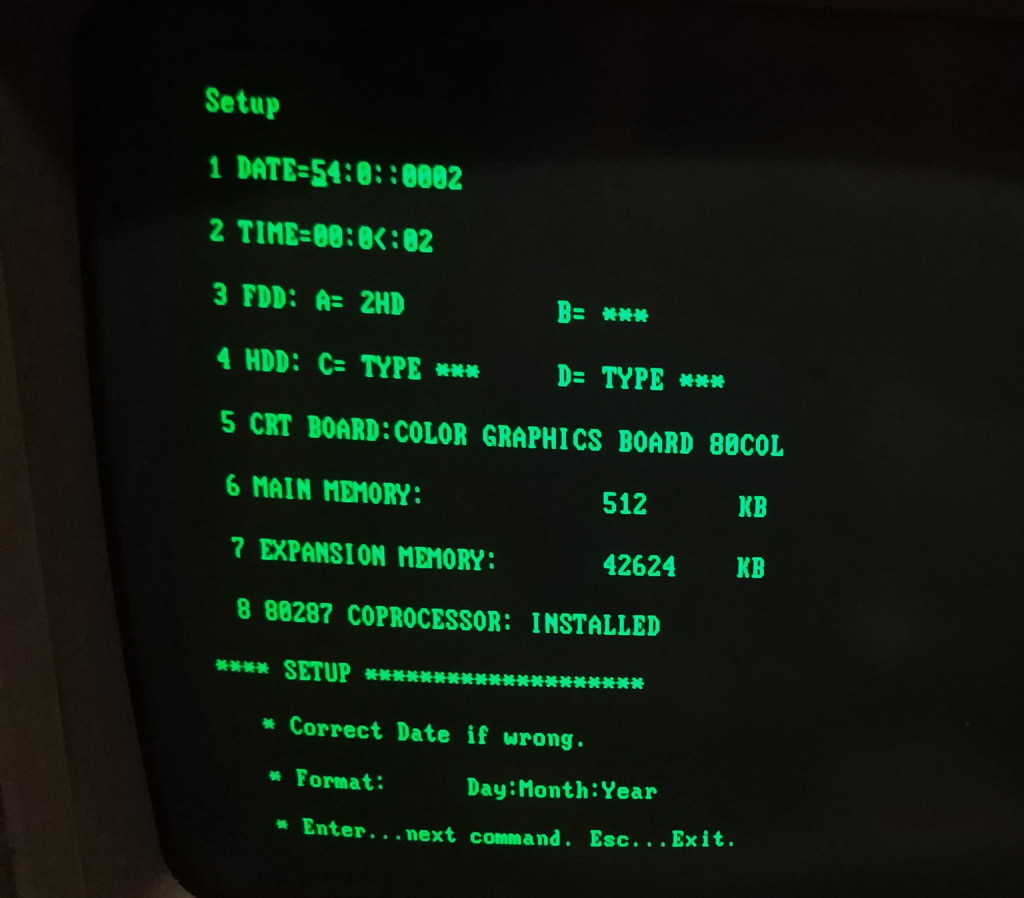 Setup
1 DATE=54:0::0002
2 TIME=00:0<:02
3 FDD: A= 2HD B= ***
4 HDD: C= TYPE *** D= TYPE ***
5 CRT BOARD:COLOR GRAPHICS BOARD 80COL
6 MAIN MEMORY: 512 KB
7 EXPANSION MEMORY: 42624 KB
8 80287 COPROCESSOR: INSTALLED
**** SETUP *********************
* Correct Date if wrong.
* Format: Day:Month:Year
* Enter...next command. Esc...Exit.